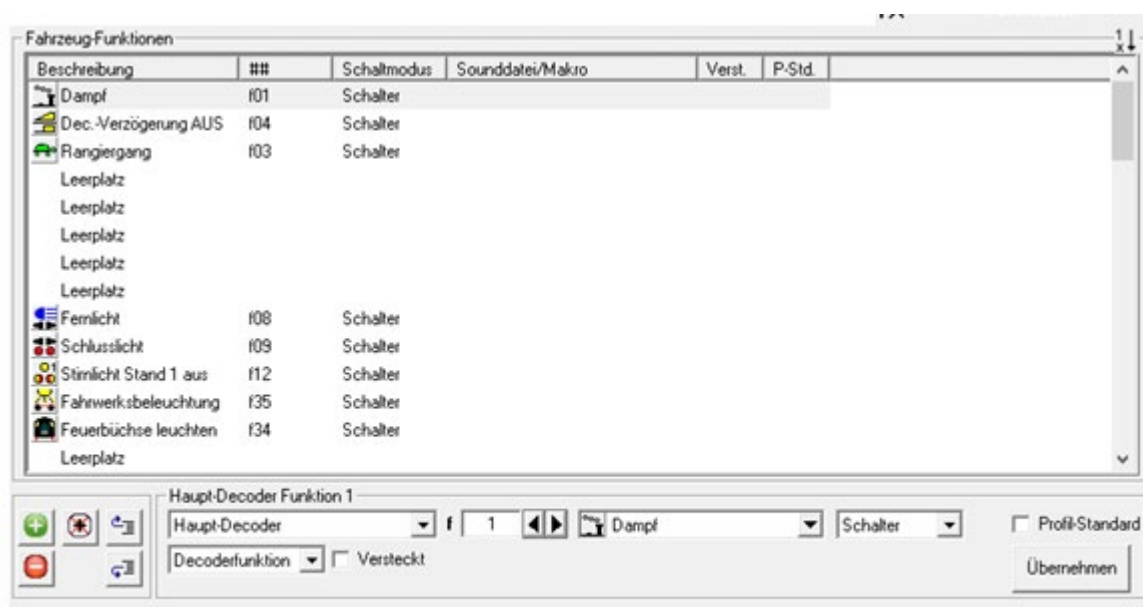 Fahrzeug-Funktionen
Beschreibung ## Schaltmodus Sounddatei/Makro Verst. P-Std.
Dampf f01 Schalter
Dec.-Verzögerung AUS f04 Schalter
Rangiergang f03 Schalter
Leerplatz
Leerplatz
Leerplatz
Leerplatz
Leerplatz
Fernlicht f08 Schalter
Schlusslicht f09 Schalter
Stirnlicht Stand 1 aus f12 Schalter
Fahrwerksbeleuchtung f35 Schalter
Feuerbüchse leuchten f34 Schalter
Leerplatz
Haupt-Decoder Funktion 1
Haupt-Decoder f 1 Dampf Schalter Profil-Standard
Decoderfunktion Versteckt
Übernehmen